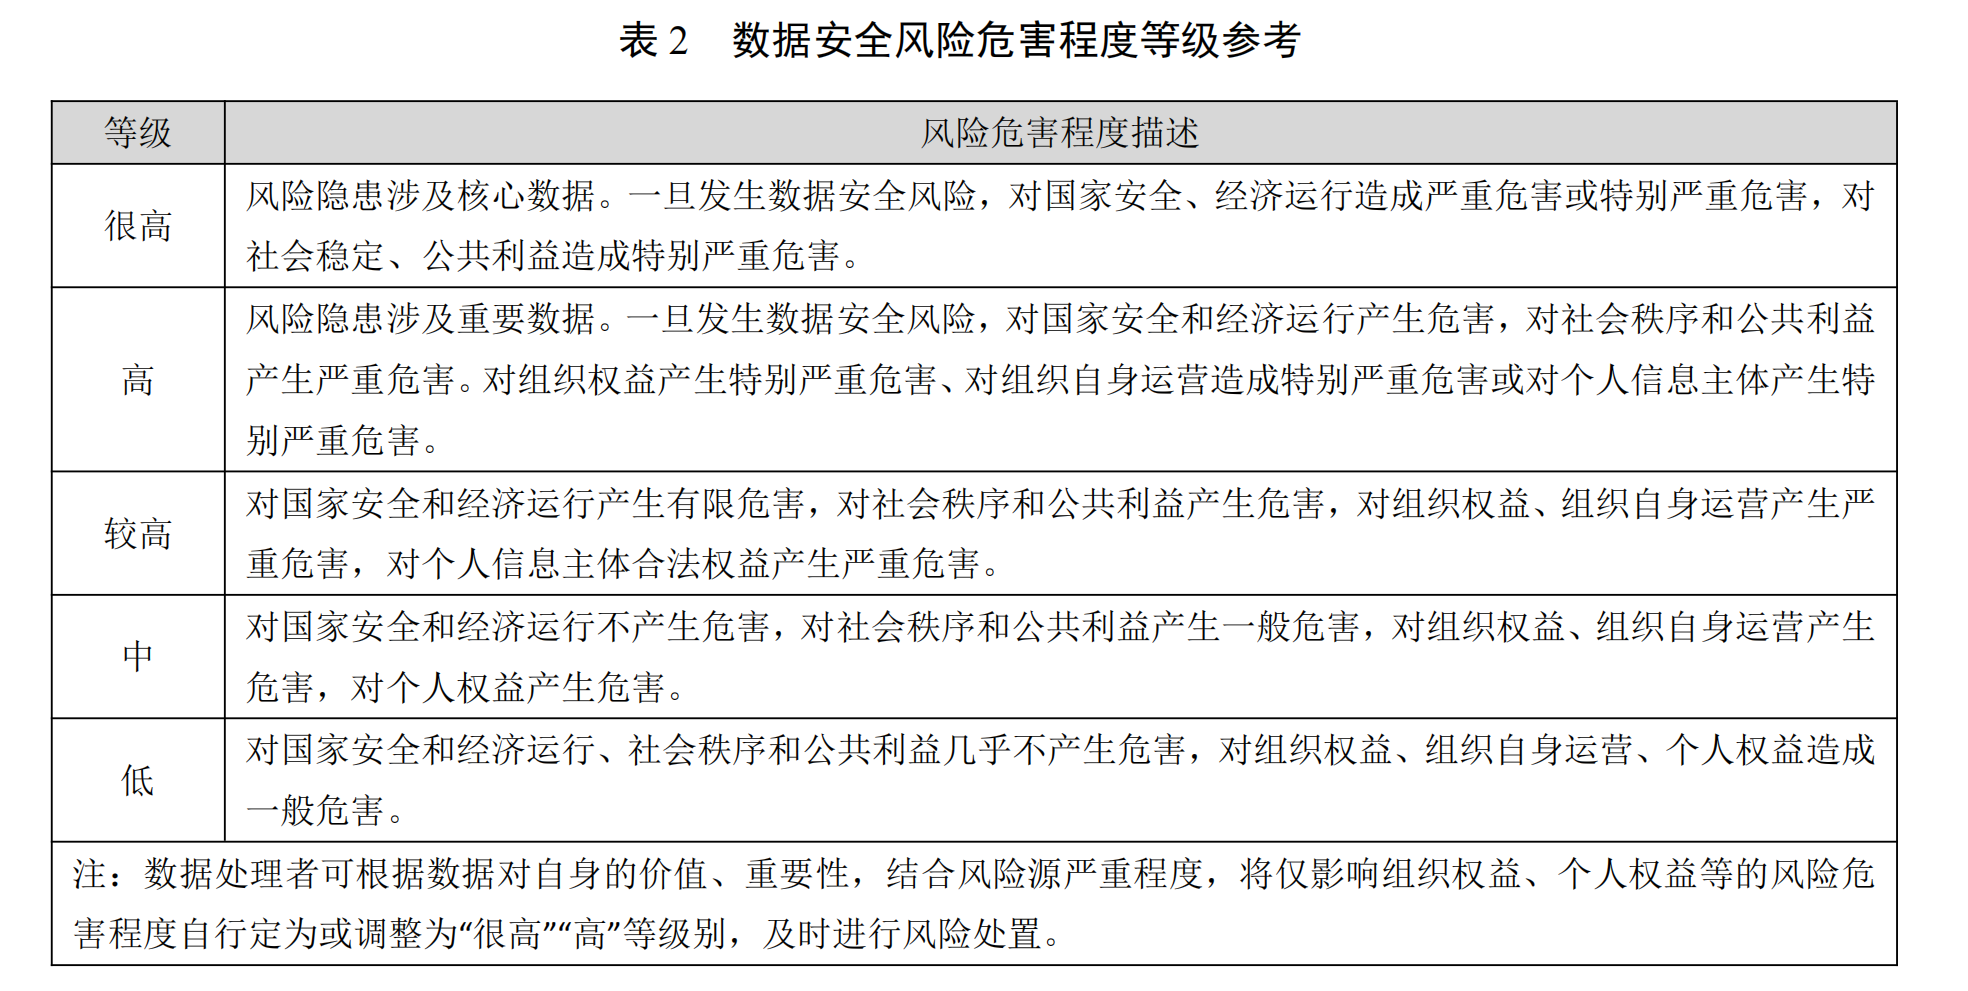 表 2 数据安全风险危害程度等级参考
等级 风险危害程度描述
很高
风险隐患涉及核心数据。一旦发生数据安全风险，对国家安全、经济运行造成严重危害或特别严重危害，对
社会稳定、公共利益造成特别严重危害。
高
风险隐患涉及重要数据。一旦发生数据安全风险，对国家安全和经济运行产生危害，对社会秩序和公共利益
产生严重危害。对组织权益产生特别严重危害、对组织自身运营造成特别严重危害或对个人信息主体产生特
别严重危害。
较高
对国家安全和经济运行产生有限危害，对社会秩序和公共利益产生危害，对组织权益、组织自身运营产生严
重危害，对个人信息主体合法权益产生严重危害。
中
对国家安全和经济运行不产生危害，对社会秩序和公共利益产生一般危害，对组织权益、组织自身运营产生
危害，对个人权益产生危害。
低
对国家安全和经济运行、社会秩序和公共利益几乎不产生危害，对组织权益、组织自身运营、个人权益造成
一般危害。
注：数据处理者可根据数据对自身的价值、重要性，结合风险源严重程度，将仅影响组织权益、个人权益等的风险危
害程度自行定为或调整为“很高”“高”等级别，及时进行风险处置。